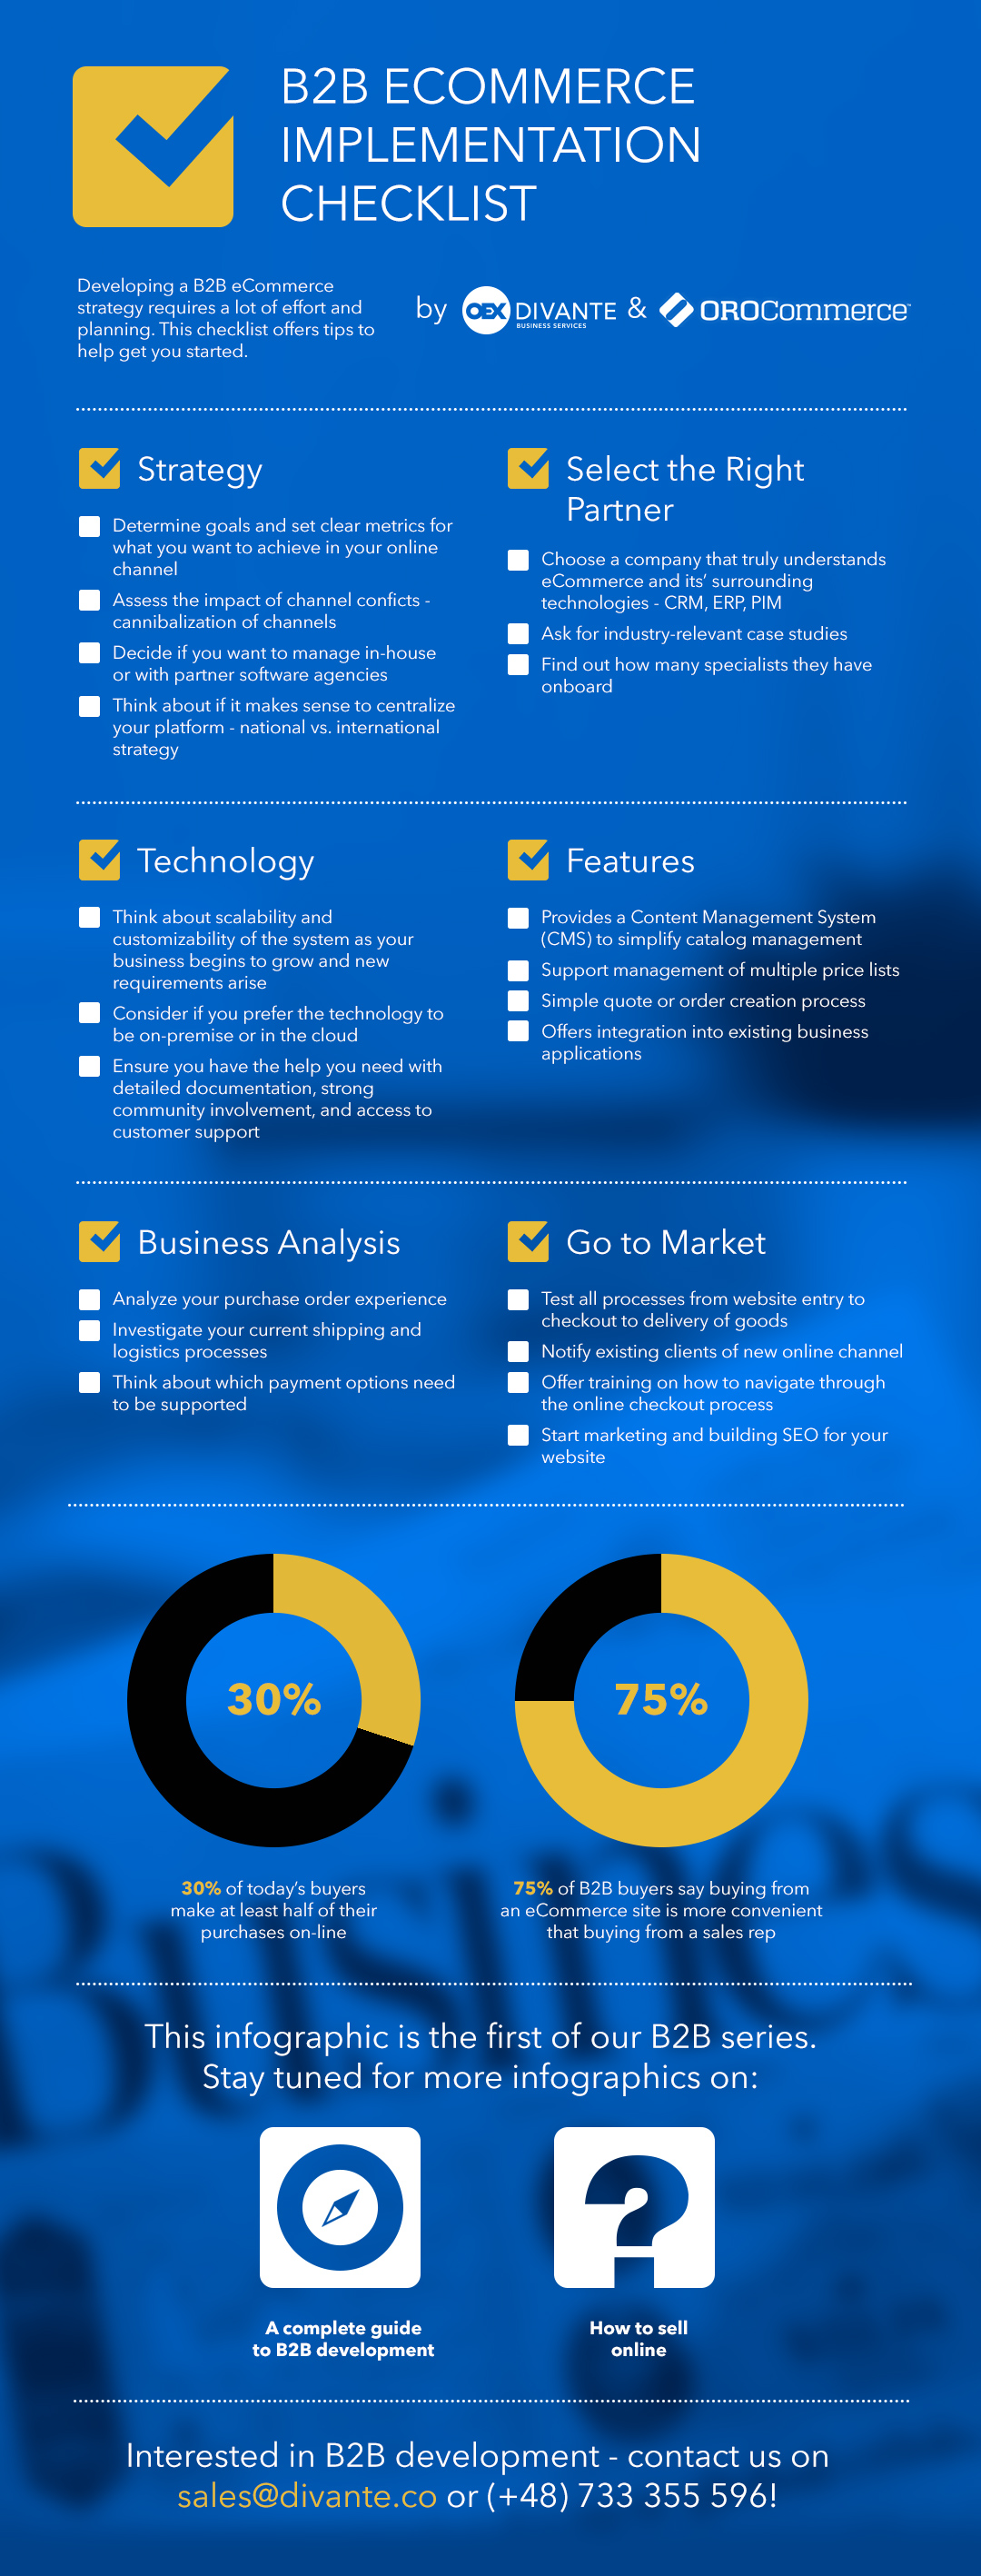 B2B ECOMMERCE
IMPLEMENTATION
CHECKLIST
Developing a B2B eCommerce
strategy requires a lot of effort and
planning. This checklist offers tips to
help get you started.
by OEX DIVANTE & OROCommerce™
BUSINESS SERVICES
Strategy
Determine goals and set clear metrics for
what you want to achieve in your online
channel
Assess the impact of channel conficts -
cannibalization of channels
Decide if you want to manage in-house
or with partner software agencies
Think about if it makes sense to centralize
your platform - national vs. international
strategy
Select the Right
Partner
Choose a company that truly understands
eCommerce and its’ surrounding
technologies - CRM, ERP, PIM
Ask for industry-relevant case studies
Find out how many specialists they have
onboard
Technology
Think about scalability and
customizability of the system as your
business begins to grow and new
requirements arise
Consider if you prefer the technology to
be on-premise or in the cloud
Ensure you have the help you need with
detailed documentation, strong
community involvement, and access to
customer support
Features
Provides a Content Management System
(CMS) to simplify catalog management
Support management of multiple price lists
Simple quote or order creation process
Offers integration into existing business
applications
Business Analysis
Analyze your purchase order experience
Investigate your current shipping and
logistics processes
Think about which payment options need
to be supported
Go to Market
Test all processes from website entry to
checkout to delivery of goods
Notify existing clients of new online channel
Offer training on how to navigate through
the online checkout process
Start marketing and building SEO for your
website
30%
30% of today’s buyers
make at least half of their
purchases on-line
75%
75% of B2B buyers say buying from
an eCommerce site is more convenient
that buying from a sales rep
This infographic is the first of our B2B series.
Stay tuned for more infographics on:
A complete guide
to B2B development
?
How to sell
online
Interested in B2B development - contact us on
sales@divante.co or (+48) 733 355 596!